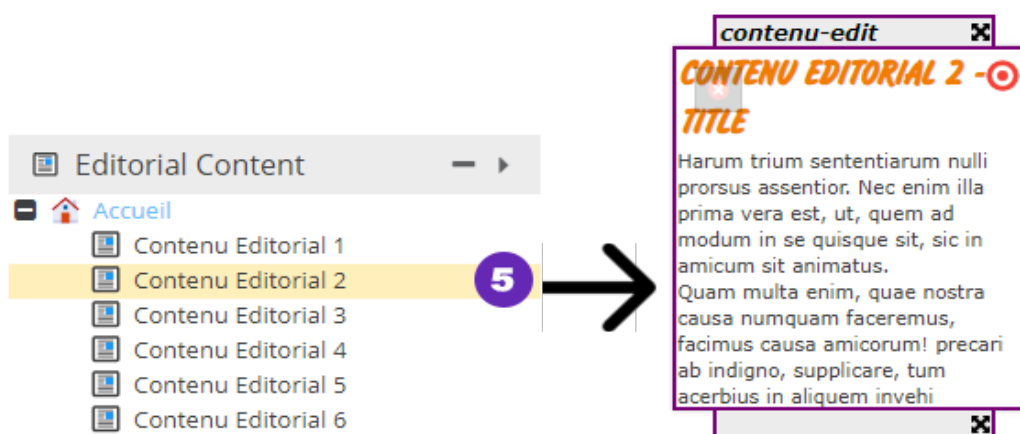 Editorial Content
Accueil
Contenu Editorial 1
Contenu Editorial 2
Contenu Editorial 3
Contenu Editorial 4
Contenu Editorial 5
Contenu Editorial 6
5
contenu-edit
CONTENU EDITORIAL 2 -
TITLE
Harum trium sententiarum nulli
prorsus assentior. Nec enim illa
prima vera est, ut, quem ad
modum in se quisque sit, sic in
amicum sit animatus.
Quam multa enim, quae nostra
causa numquam faceremus,
facimus causa amicorum! precari
ab indigno, supplicare, tum
acerbius in aliquem invehi